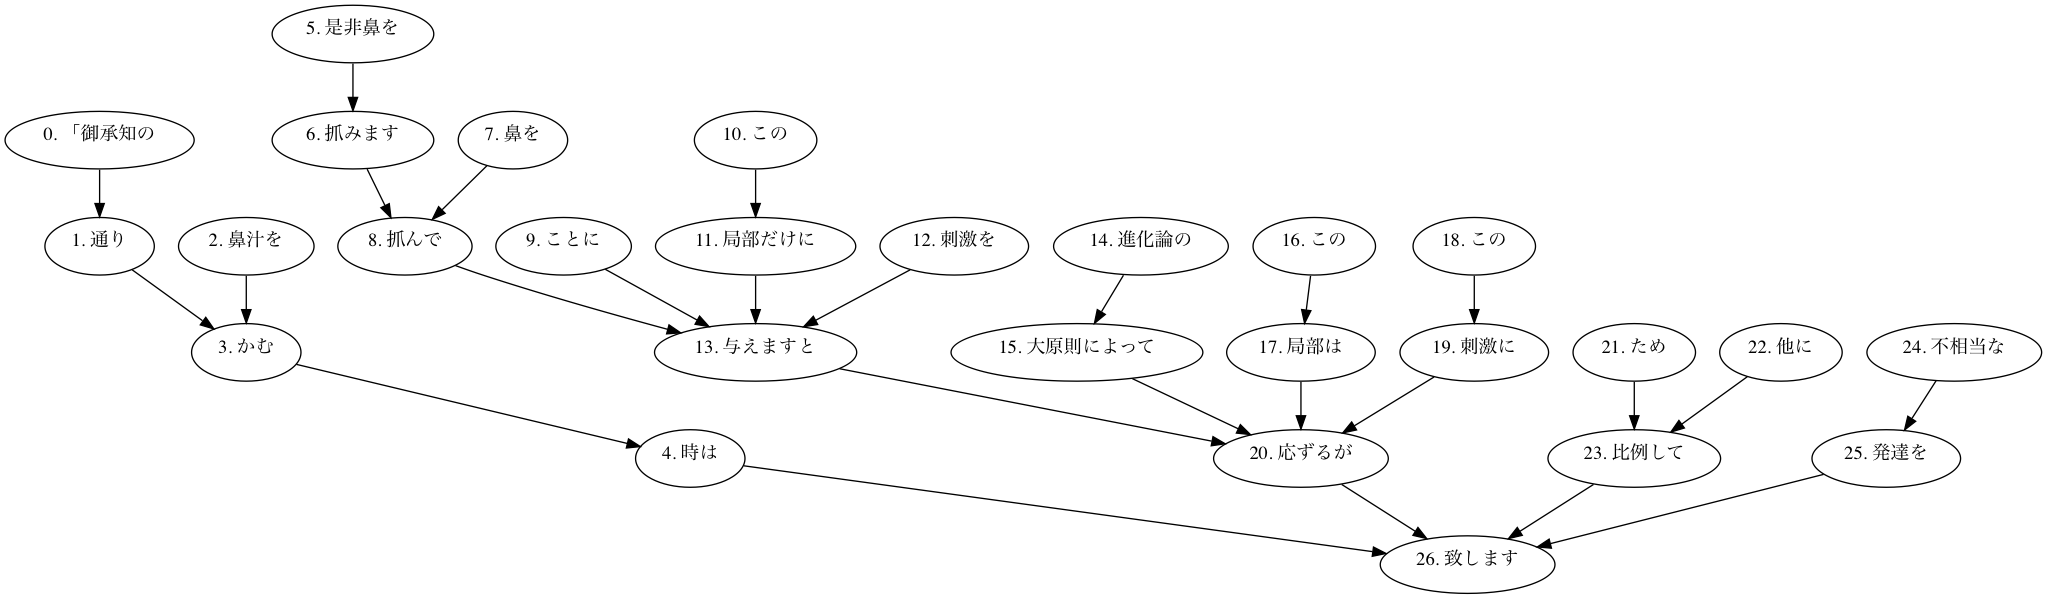 5. 是非鼻を
0. 「御承知の
6. 抓みます
7. 鼻を
10. この
1. 通り
2. 鼻汁を
8. 抓んで
9. ことに
11. 局部だけに
12. 刺激を
14. 進化論の
16. この
18. この
3. かむ
13. 与えますと
15. 大原則によって
17. 局部は
19. 刺激に
21. ため
22. 他に
24. 不相当な
4. 時は
20. 応ずるが
23. 比例して
25. 発達を
26. 致します